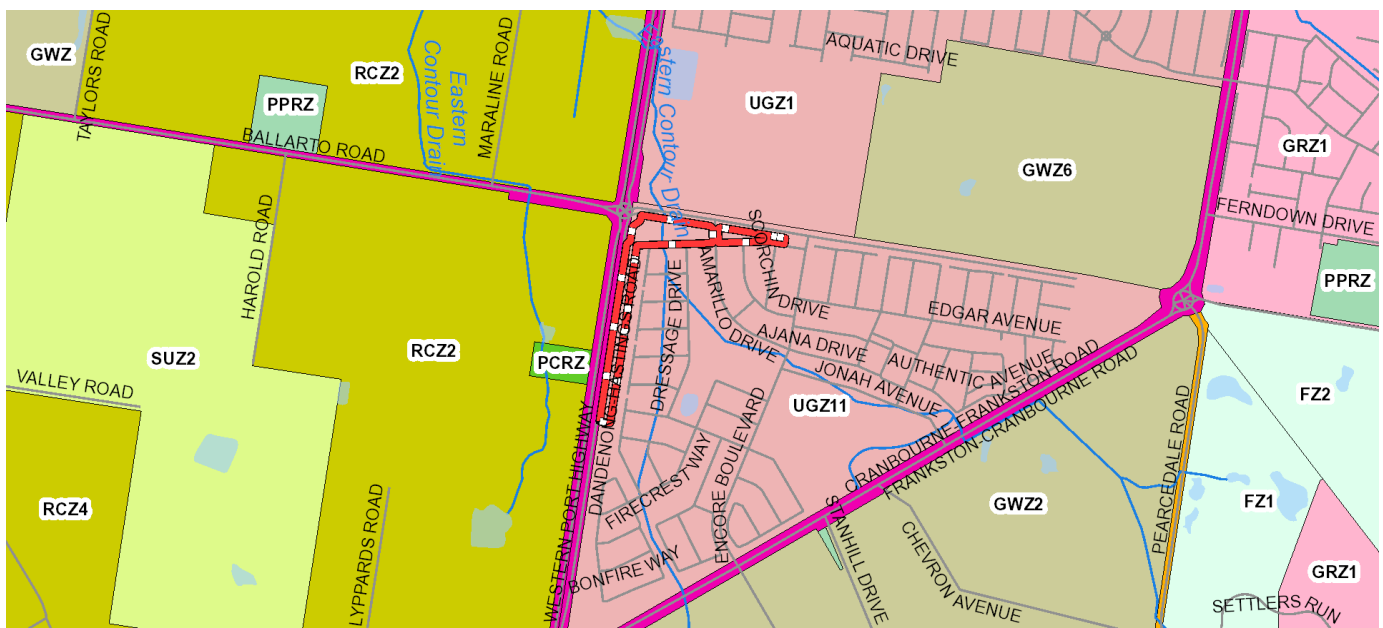 GWZ
TAYLORS ROAD
RCZ2
PPRZ
BALLARTO ROAD
Eastern
Contour Drain
MARALINE ROAD
Eastern Contour Drain
UGZ1
AQUATIC DRIVE
GWZ6
GRZ1
FERNDOWN DRIVE
PPRZ
HAROLD ROAD
SUZ2
VALLEY ROAD
RCZ2
PCRZ
RCZ4
LYPPARDS ROAD
WESTERN PORT HIGHWAY
DANDENONG-HASTINGS ROAD
DRESSAGE DRIVE
AMARILLO DRIVE
SCORCHIN DRIVE
EDGAR AVENUE
AJANA DRIVE
AUTHENTIC AVENUE
JONAH AVENUE
UGZ11
FIRECRESTWAY
ENCORE BOULEVARD
BONFIRE WAY
CRANBOURNE-FRANKSTON ROAD
FRANKSTON-CRANBOURNE ROAD
STANHILL DRIVE
CHEVRON AVENUE
GWZ2
PEARCEDALE ROAD
FZ2
FZ1
GRZ1
SETTLERS RUN